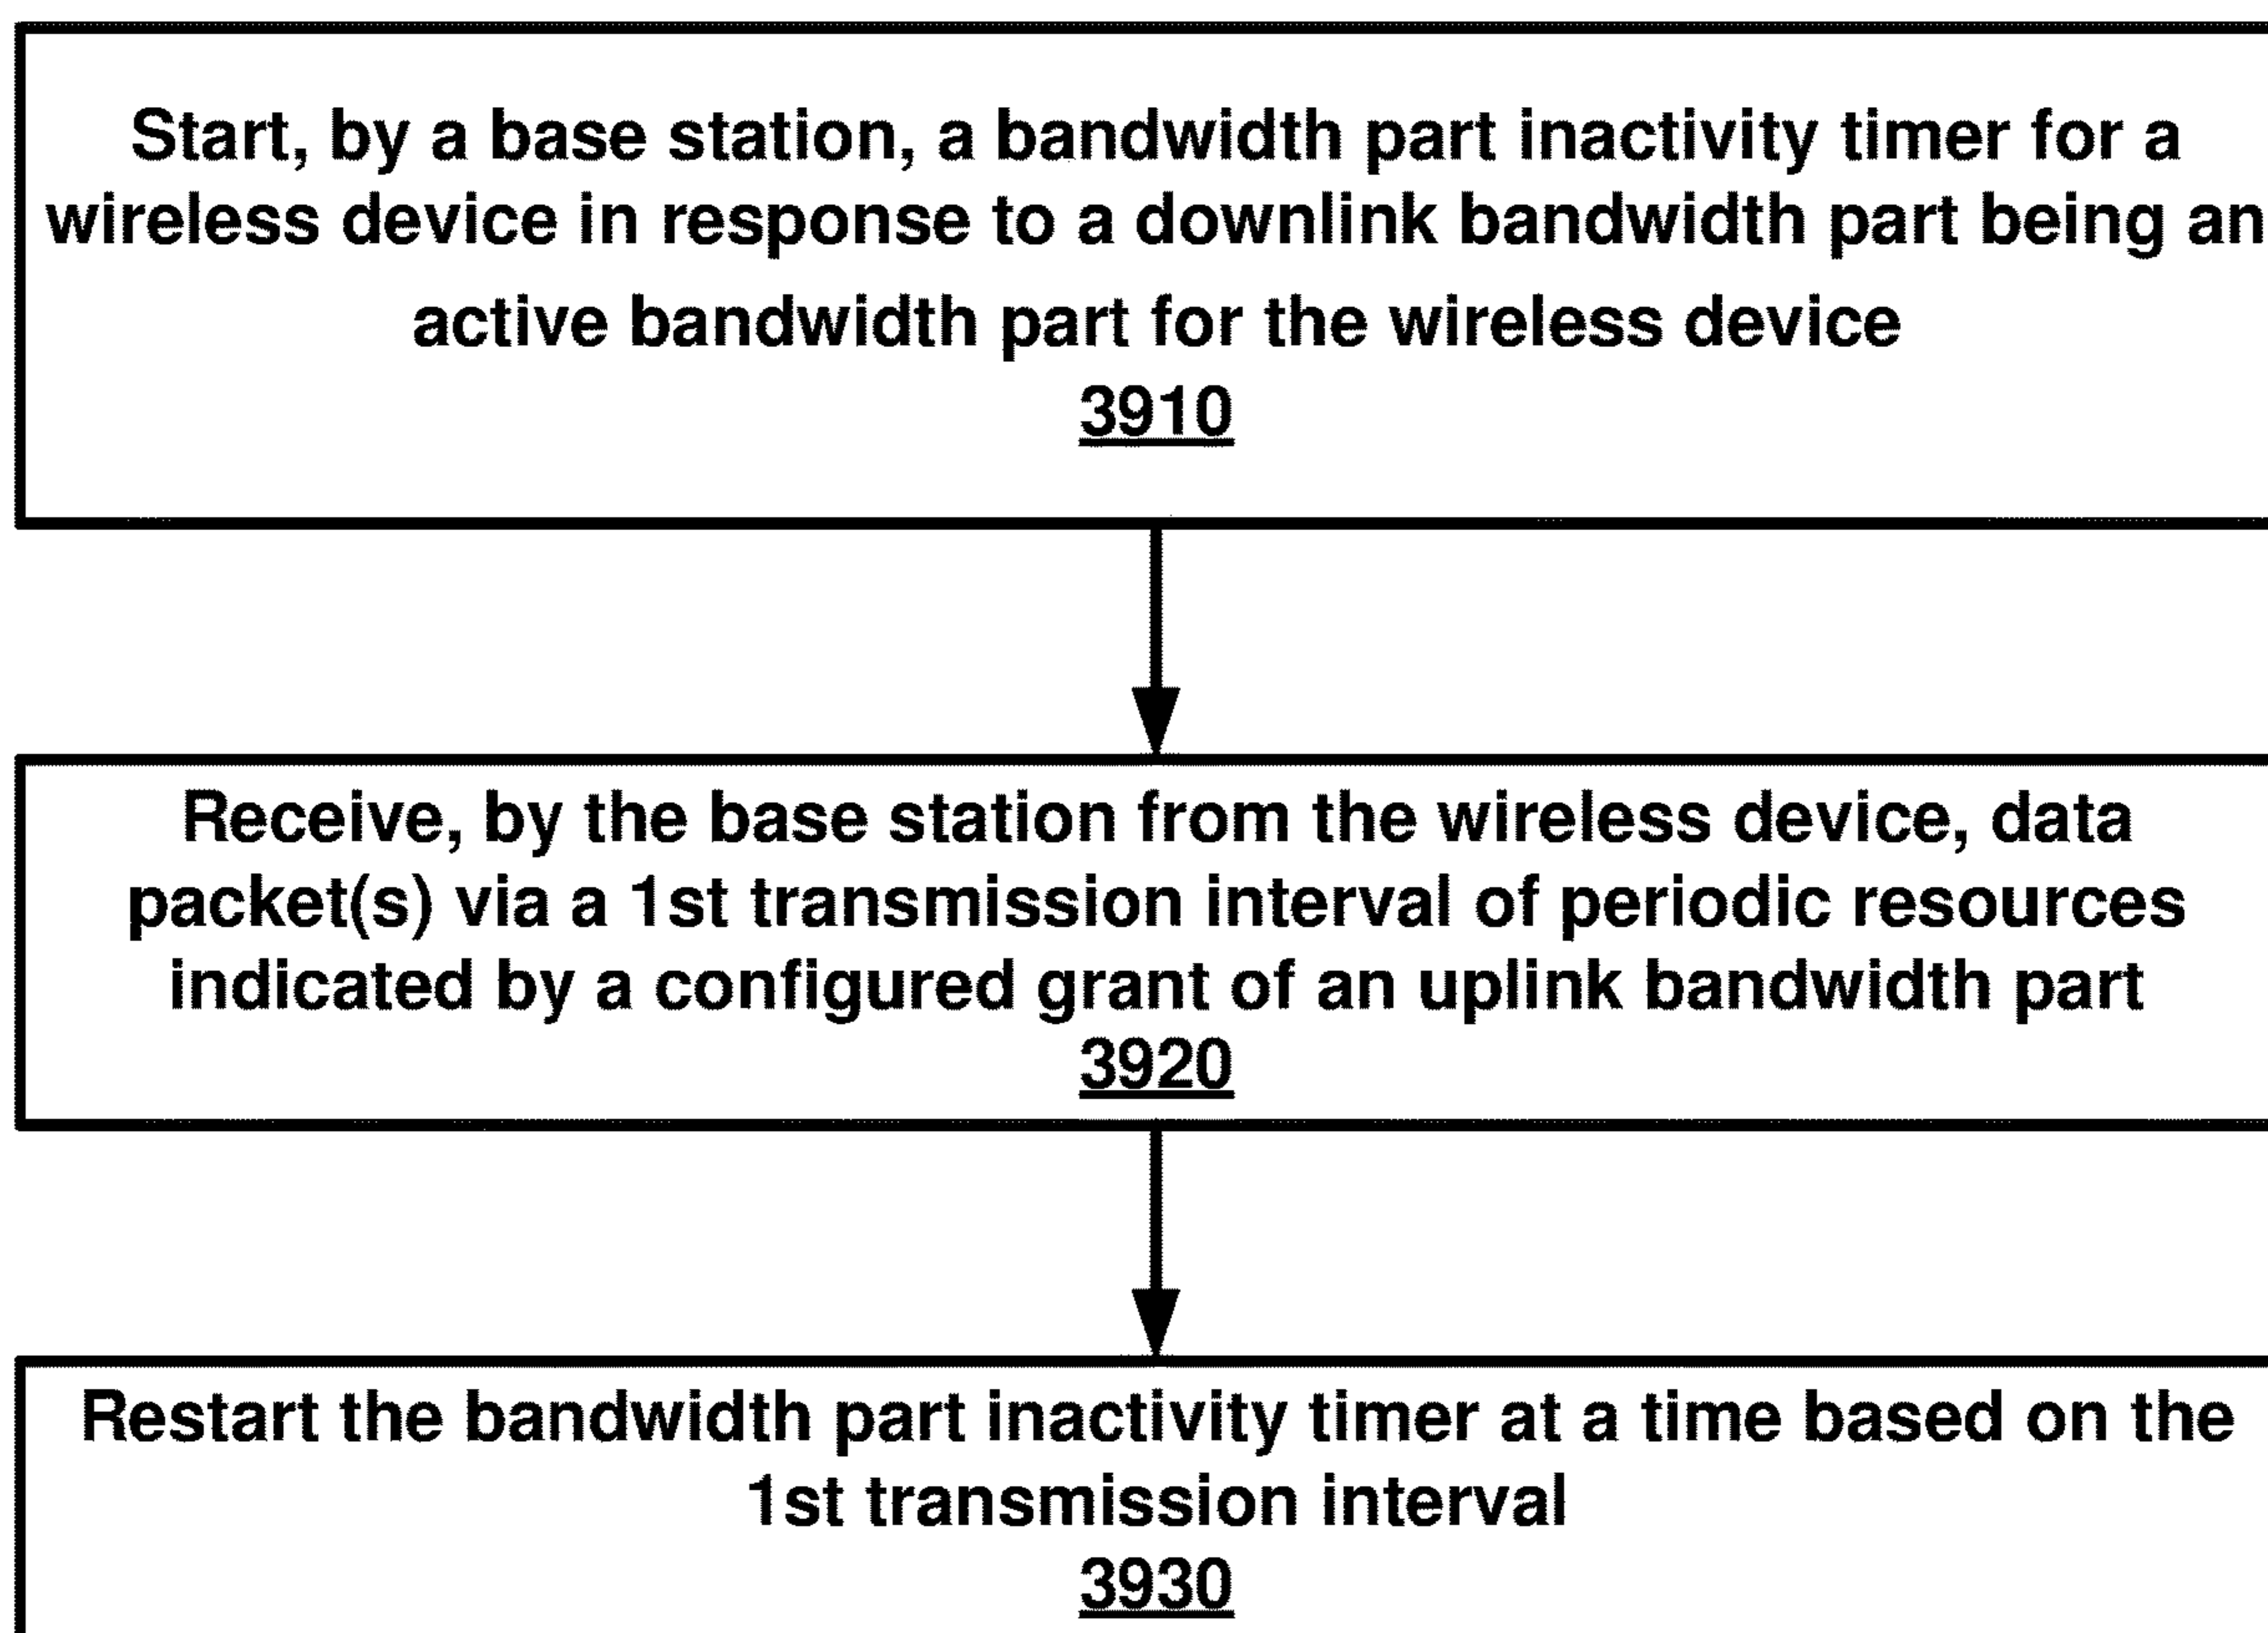 Start, by a base station, a bandwidth part inactivity timer for a
wireless device in response to a downlink bandwidth part being an
active bandwidth part for the wireless device
3910
Receive, by the base station from the wireless device, data
packet(s) via a 1st transmission interval of periodic resources
indicated by a configured grant of an uplink bandwidth part
3920
Restart the bandwidth part inactivity timer at a time based on the
1st transmission interval
3930